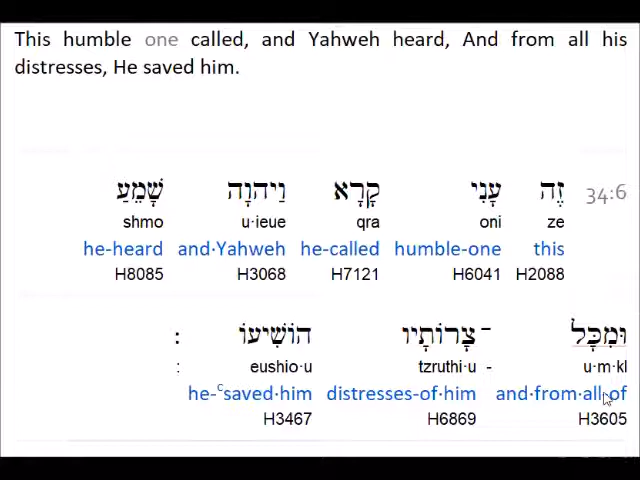 This humble one called, and Yahweh heard, And from all his
distresses, He saved him.
34:6 זֶה עָנִי קָרָא וַיהוָה שָׁמֵעַ
shmo u·ieue qra oni ze
he-heard and·Yahweh he-called humble-one this
H8085 H3068 H7121 H6041 H2088
וּמִכָּל ־ צָרוֹתָיו הוֹשִׁיעוֹ :
: eushio·u tzruthi·u - u·m·kl
he-ᶜsaved·him distresses-of·him and·from·all-of
H3467 H6869 H3605